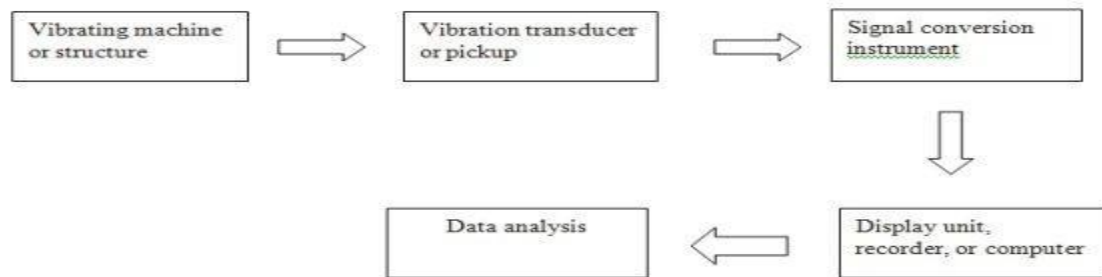 Vibrating machine
or structure
Vibration transducer
or pickup
Signal conversion
instrument
Display unit,
recorder, or computer
Data analysis